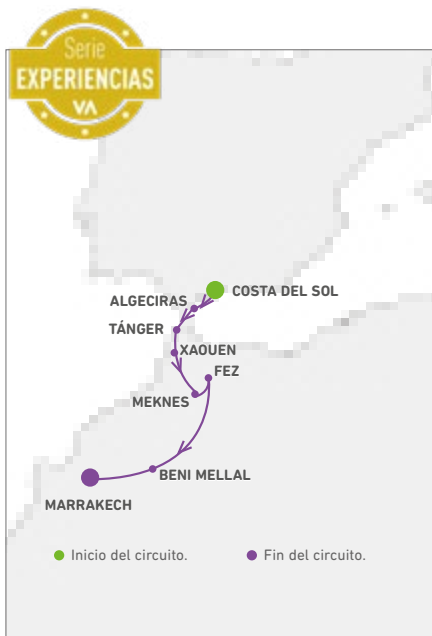 Serie
EXPERIENCIAS
VA
COSTA DEL SOL
ALGECIRAS
TÁNGER
XAOUEN
FEZ
MEKNES
BENI MELLAL
MARRAKECH
Inicio del circuito.
Fin del circuito.